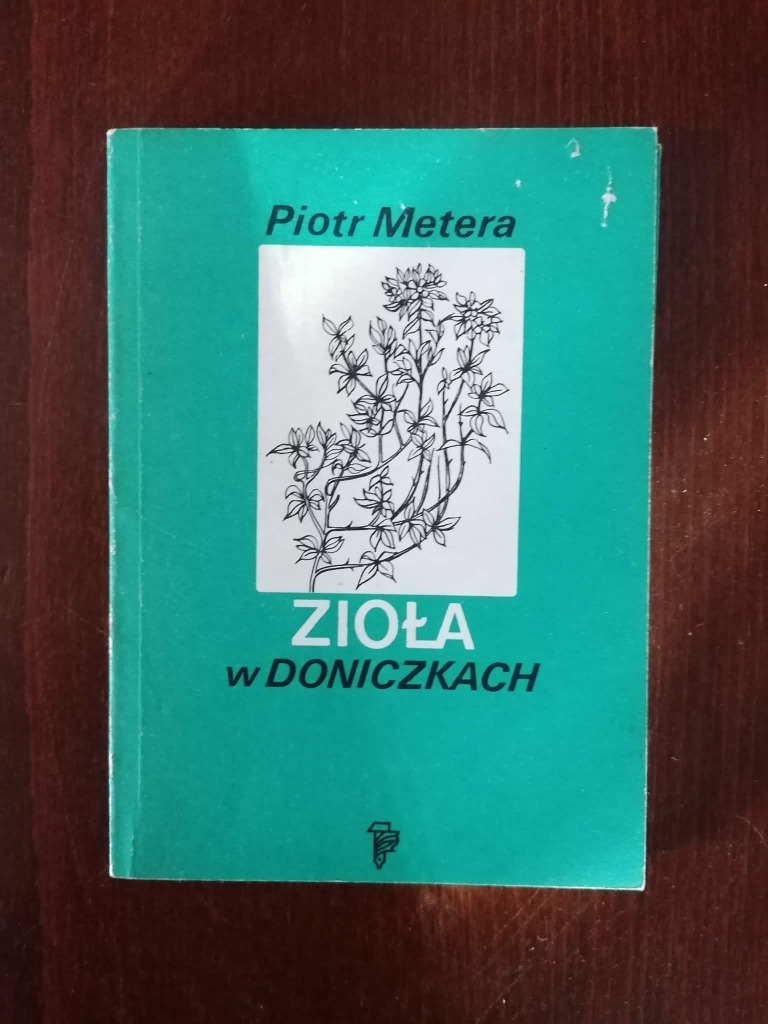 Piotr Metera
ZIOŁA
w DONICZKACH